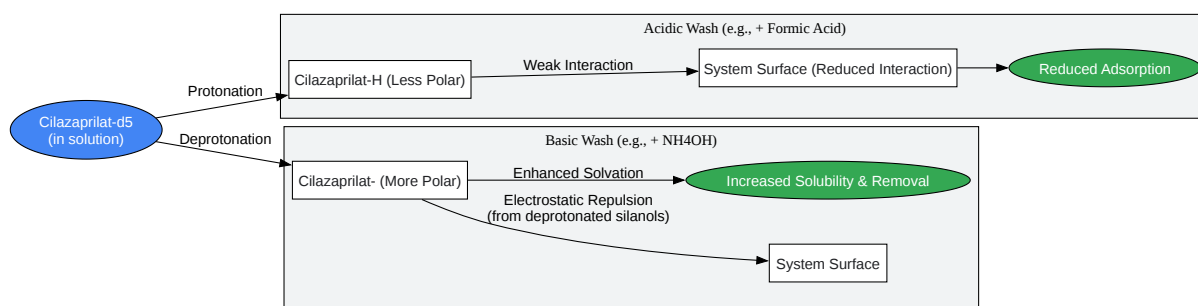 Acidic Wash (e.g., + Formic Acid)
Weak Interaction
Cilazaprilat-H (Less Polar)
System Surface (Reduced Interaction)
Reduced Adsorption
Protonation
Cilazaprilat-d5
(in solution)
Deprotonation
Basic Wash (e.g., + NH4OH)
Enhanced Solvation
Cilazaprilat- (More Polar)
Increased Solubility & Removal
Electrostatic Repulsion
(from deprotonated silanols)
System Surface